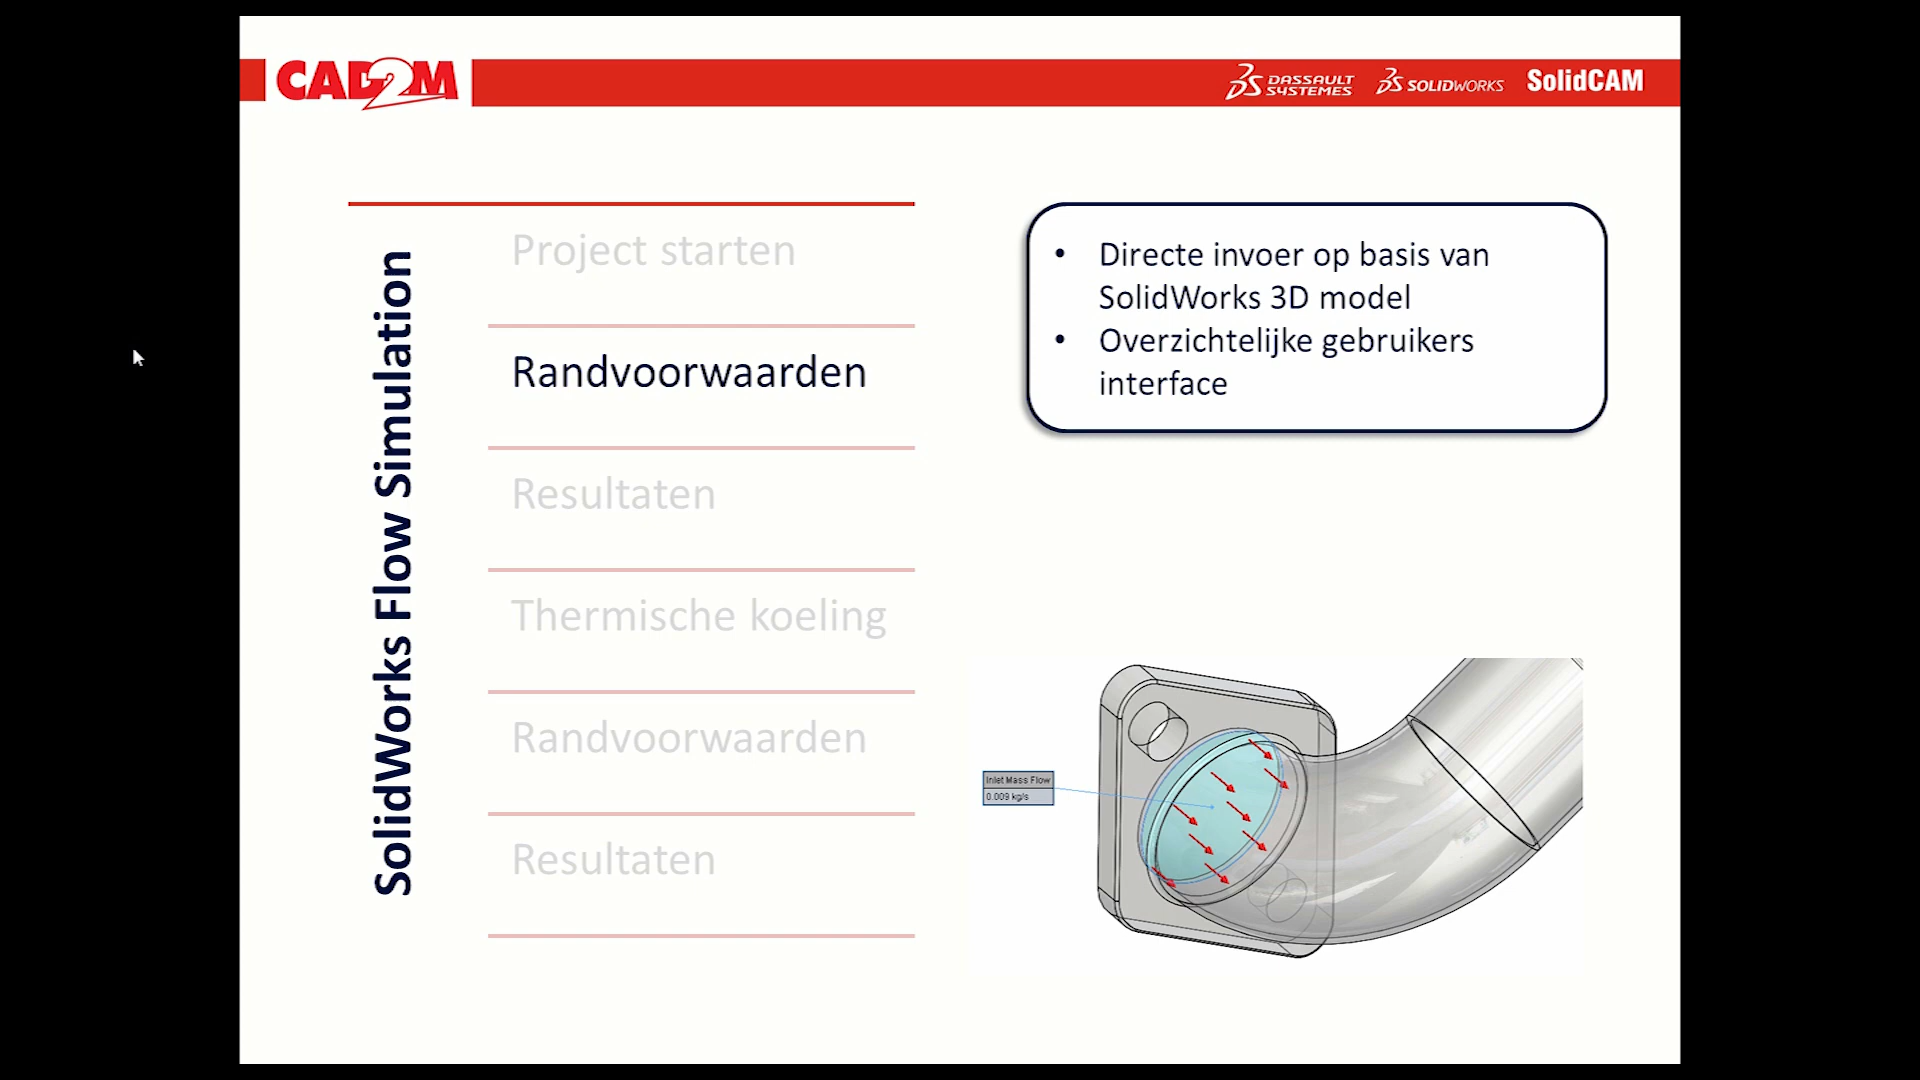 CAD2M
DASSAULT
SYSTEMES
SOLIDWORKS
SolidCAM
SolidWorks Flow Simulation
Project starten
Randvoorwaarden
Resultaten
Thermische koeling
Randvoorwaarden
Resultaten
• Directe invoer op basis van
SolidWorks 3D model
• Overzichtelijke gebruikers
interface
Inlet Mass Flow
0.009 kg/s